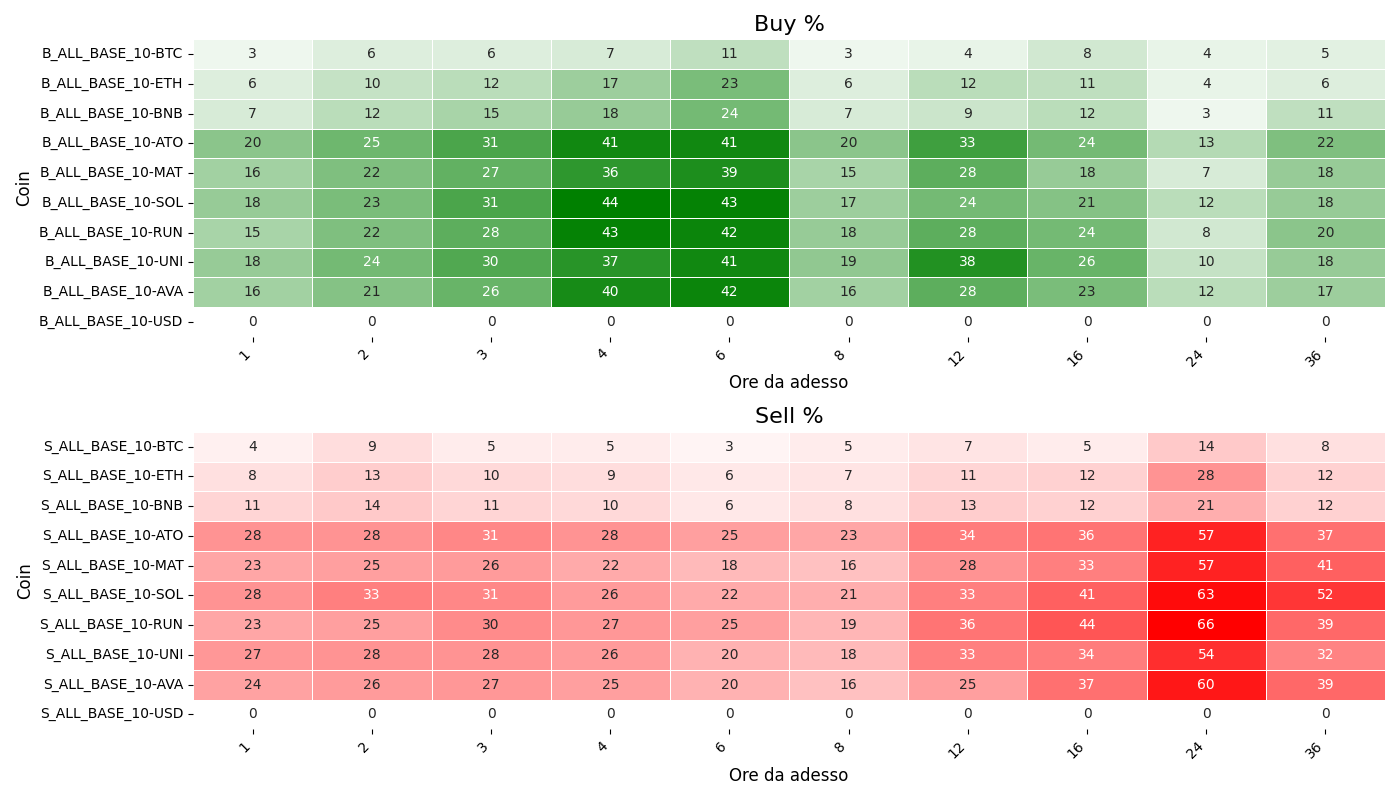 Buy %
Coin
B_ALL_BASE_10-BTC 3 6 6 7 11 3 4 8 4 5
B_ALL_BASE_10-ETH 6 10 12 17 23 6 12 11 4 6
B_ALL_BASE_10-BNB 7 12 15 18 24 7 9 12 3 11
B_ALL_BASE_10-ATO 20 25 31 41 41 20 33 24 13 22
B_ALL_BASE_10-MAT 16 22 27 36 39 15 28 18 7 18
B_ALL_BASE_10-SOL 18 23 31 44 43 17 24 21 12 18
B_ALL_BASE_10-RUN 15 22 28 43 42 18 28 24 8 20
B_ALL_BASE_10-UNI 18 24 30 37 41 19 38 26 10 18
B_ALL_BASE_10-AVA 16 21 26 40 42 16 28 23 12 17
B_ALL_BASE_10-USD 0 0 0 0 0 0 0 0 0 0
1 2 3 4 6 8 12 16 24 36
Ore da adesso
Sell %
Coin
S_ALL_BASE_10-BTC 4 9 5 5 3 5 7 5 14 8
S_ALL_BASE_10-ETH 8 13 10 9 6 7 11 12 28 12
S_ALL_BASE_10-BNB 11 14 11 10 6 8 13 12 21 12
S_ALL_BASE_10-ATO 28 28 31 28 25 23 34 36 57 37
S_ALL_BASE_10-MAT 23 25 26 22 18 16 28 33 57 41
S_ALL_BASE_10-SOL 28 33 31 26 22 21 33 41 63 52
S_ALL_BASE_10-RUN 23 25 30 27 25 19 36 44 66 39
S_ALL_BASE_10-UNI 27 28 28 26 20 18 33 34 54 32
S_ALL_BASE_10-AVA 24 26 27 25 20 16 25 37 60 39
S_ALL_BASE_10-USD 0 0 0 0 0 0 0 0 0 0
1 2 3 4 6 8 12 16 24 36
Ore da adesso